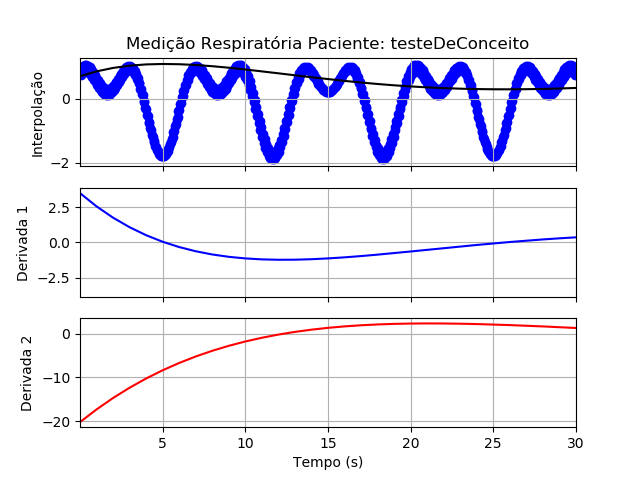 Medição Respiratória Paciente: testeDeConceito
Interpolação
0
−2
Derivada 1
2.5
0.0
−2.5
Derivada 2
0
−10
−20
5 10 15 20 25 30
Tempo (s)